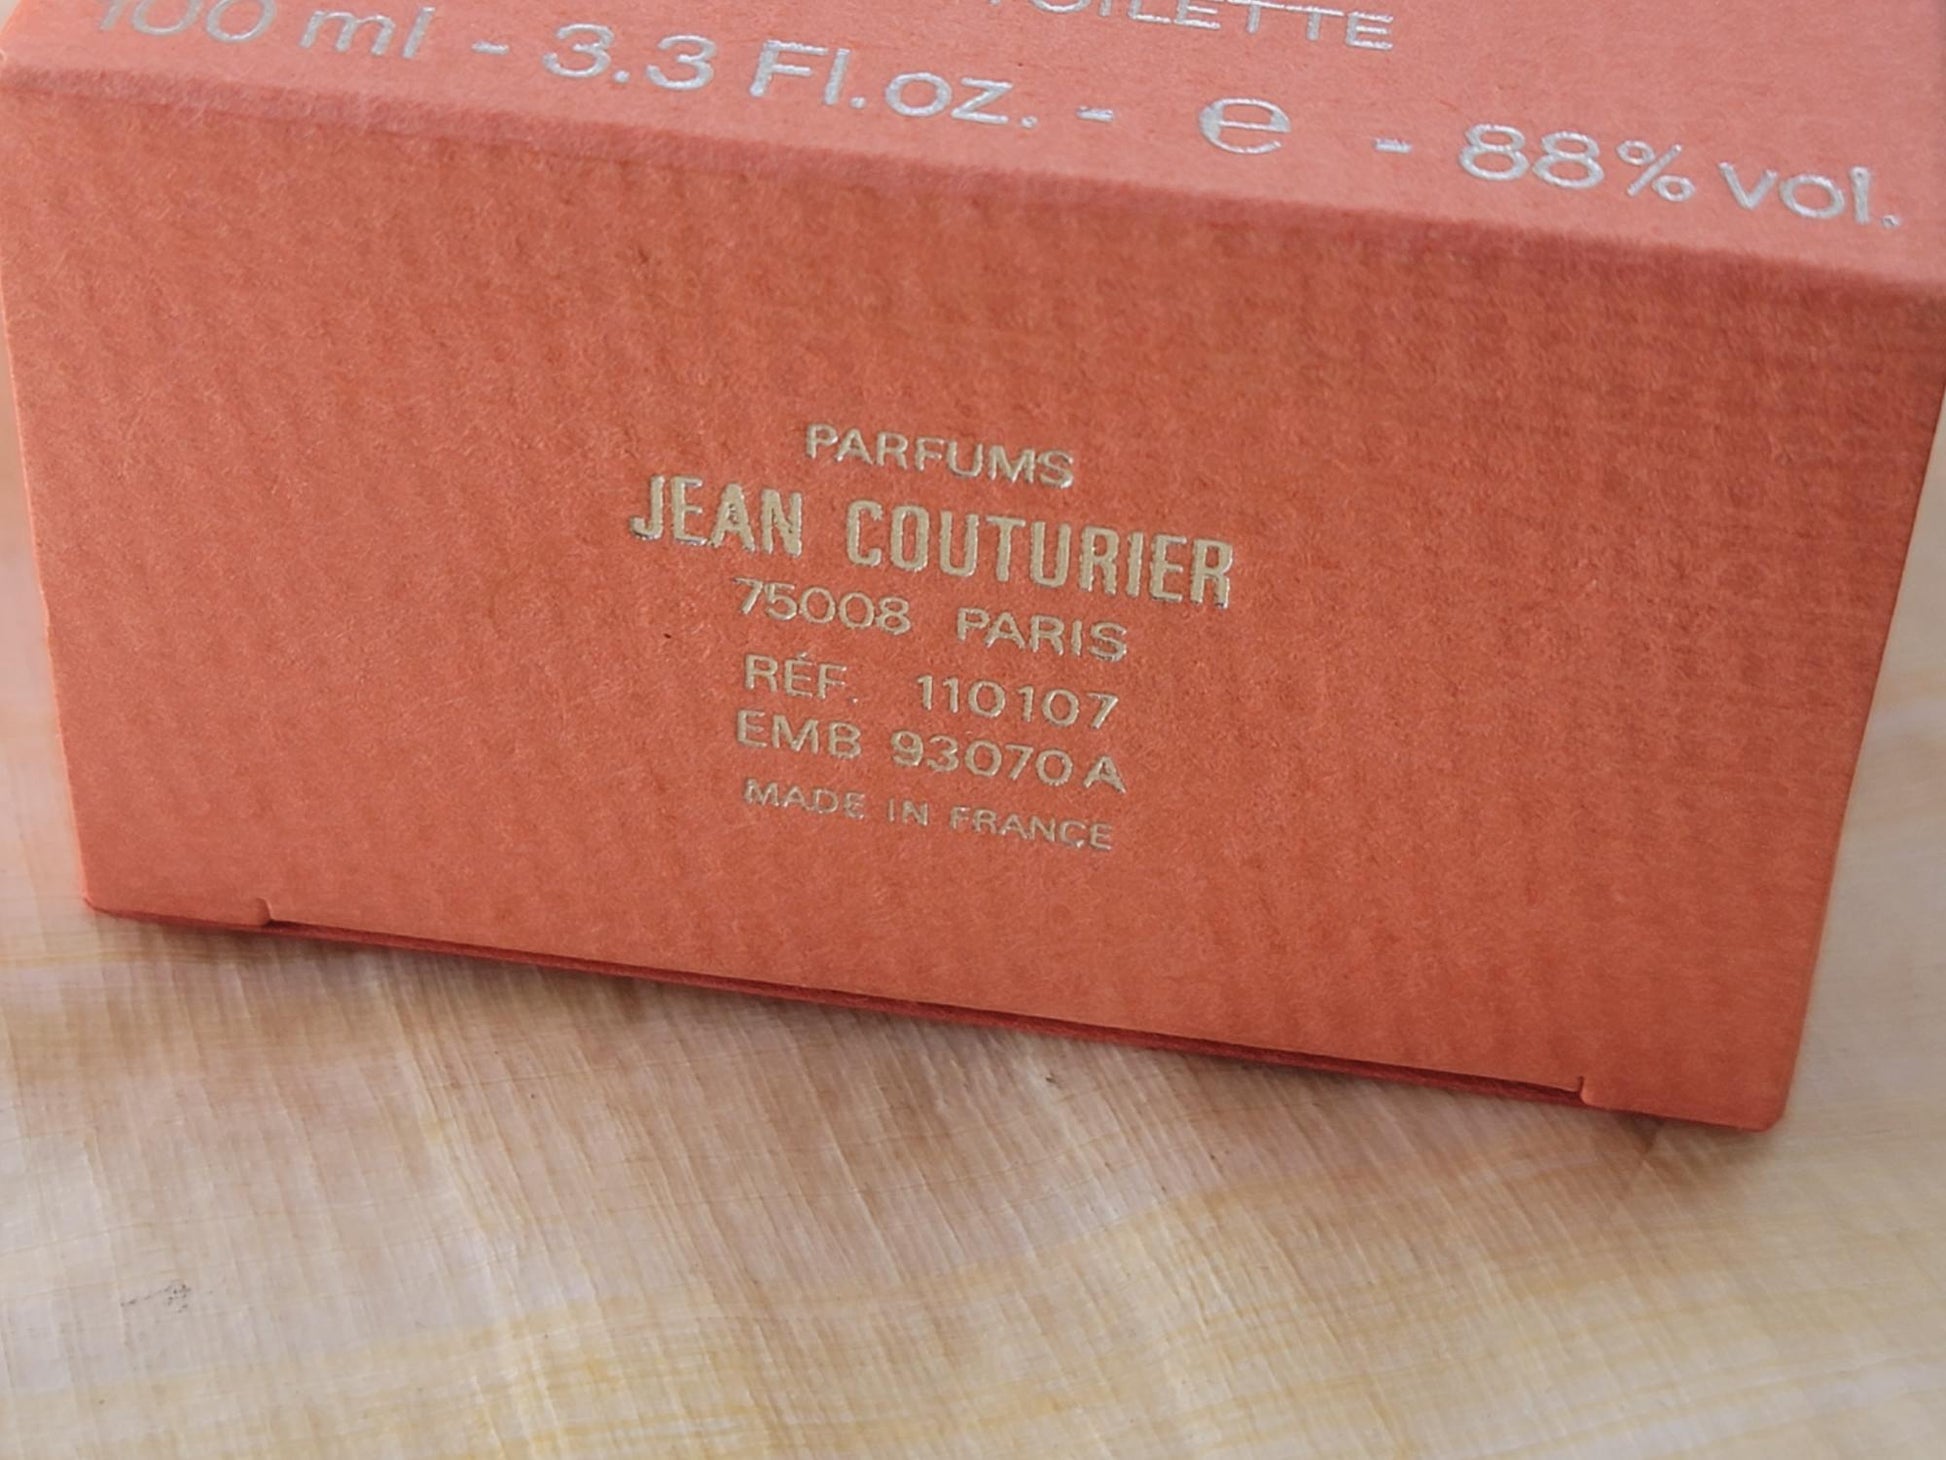 TOILETTE
100 ml - 3.3 Fl.oz. - ℮ - 88% vol.
PARFUMS
JEAN COUTURIER
75008 PARIS
RÉF. 110107
EMB 93070 A
MADE IN FRANCE